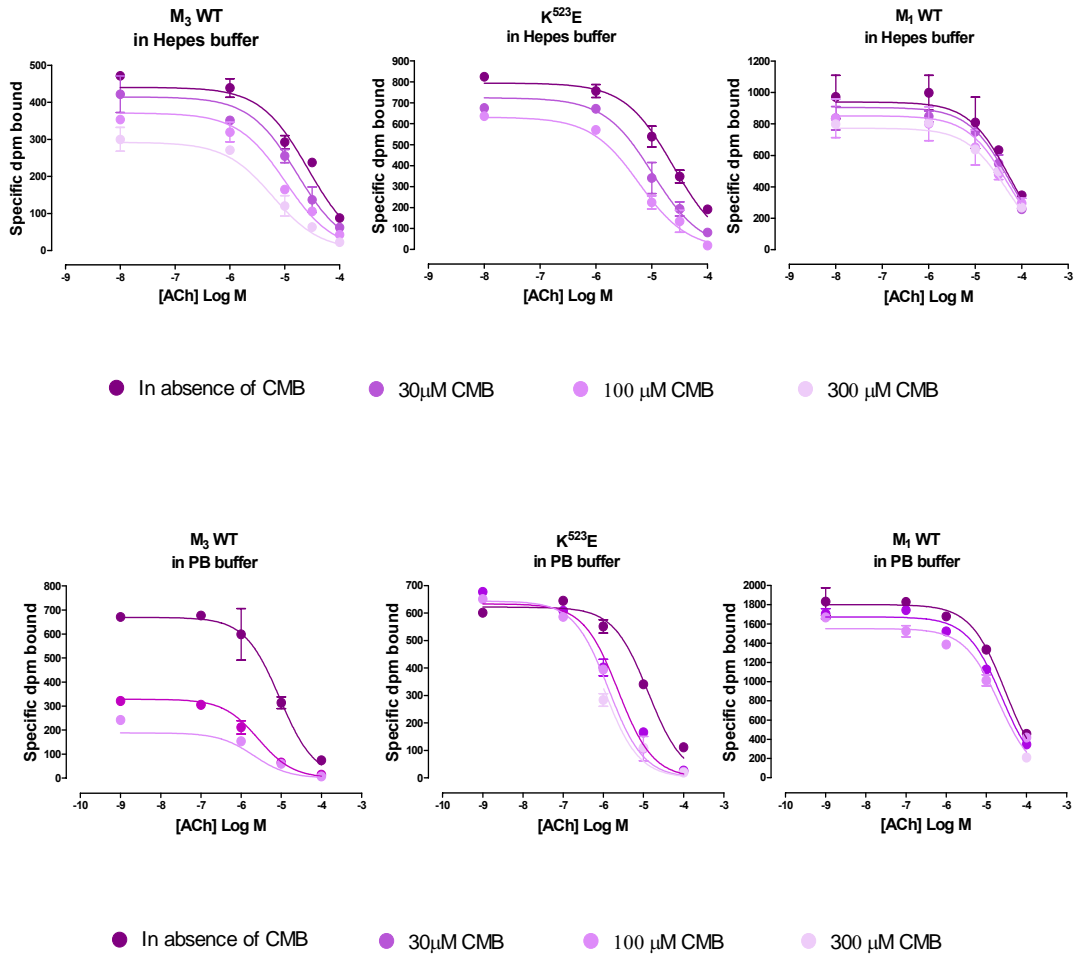 M₃ WT
in Hepes buffer
K⁵²³E
in Hepes buffer
M₁ WT
in Hepes buffer
Specific dpm bound
500
400
300
200
100
0
-9 -8 -7 -6 -5 -4
[ACh] Log M
Specific dpm bound
900
800
700
600
500
400
300
200
100
0
-9 -8 -7 -6 -5 -4
[ACh] Log M
Specific dpm bound
1200
1000
800
600
400
200
0
-9 -8 -7 -6 -5 -4 -3
[ACh] Log M
In absence of CMB
30μM CMB
100 μM CMB
300 μM CMB
M₃ WT
in PB buffer
K⁵²³E
in PB buffer
M₁ WT
in PB buffer
Specific dpm bound
800
700
600
500
400
300
200
100
0
-10 -9 -8 -7 -6 -5 -4 -3
[ACh] Log M
Specific dpm bound
700
600
500
400
300
200
100
0
-10 -9 -8 -7 -6 -5 -4 -3
[ACh] Log M
Specific dpm bound
2000
1800
1600
1400
1200
1000
800
600
400
200
0
-10 -9 -8 -7 -6 -5 -4 -3
[ACh] Log M
In absence of CMB
30μM CMB
100 μM CMB
300 μM CMB